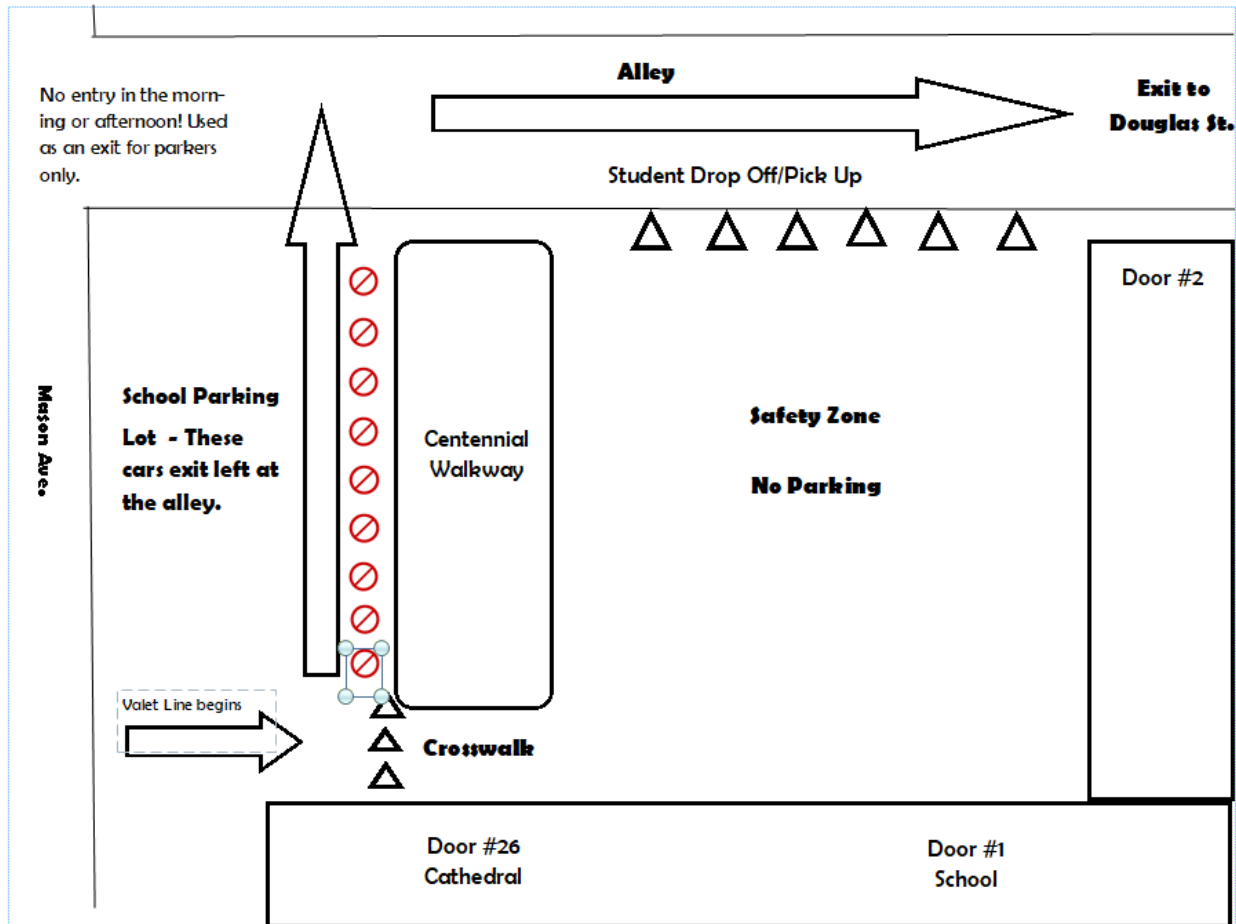 Alley
Exit to
Douglas St.
No entry in the morn-
ing or afternoon! Used
as an exit for parkers
only.
Student Drop Off/Pick Up
Door #2
Mason Ave.
School Parking
Lot - These
cars exit left at
the alley.
Centennial
Walkway
Safety Zone
No Parking
Valet Line begins
Crosswalk
Door #26
Cathedral
Door #1
School